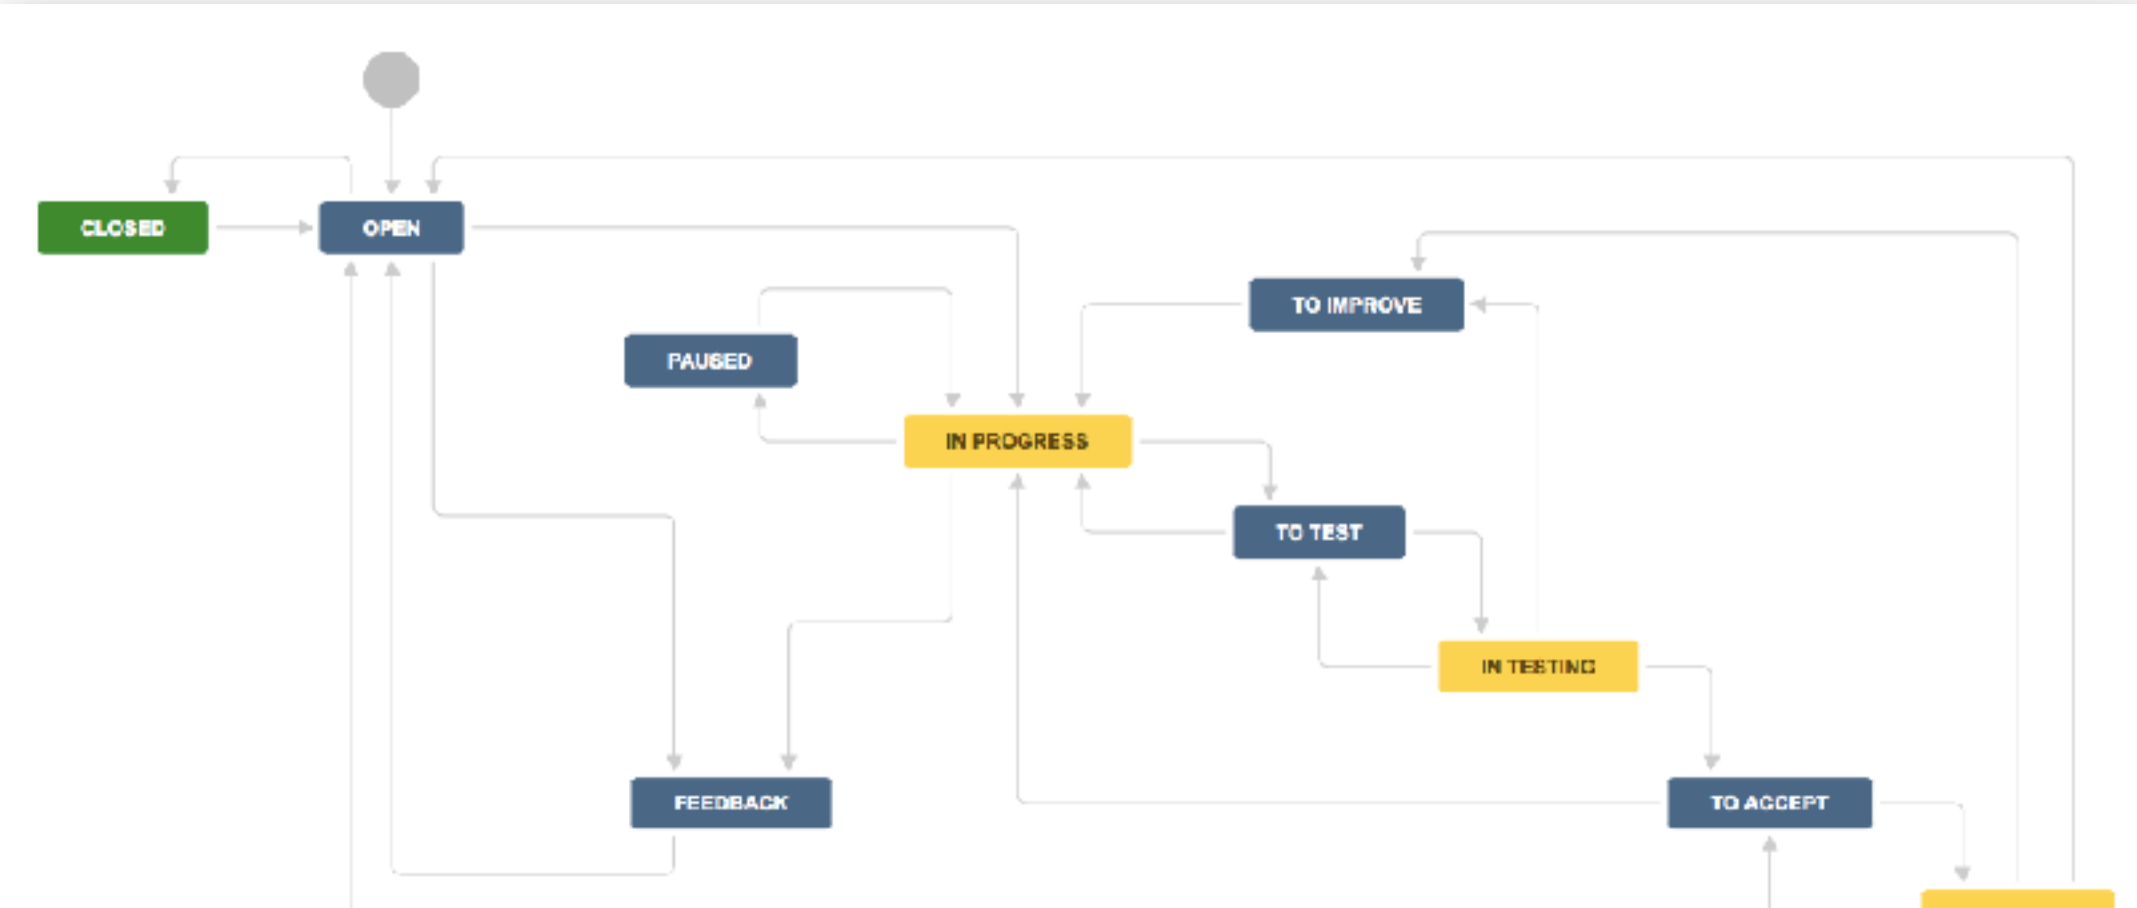 CLOSED
OPEN
TO IMPROVE
PAUSED
IN PROGRESS
TO TEST
IN TESTING
FEEDBACK
TO ACCEPT